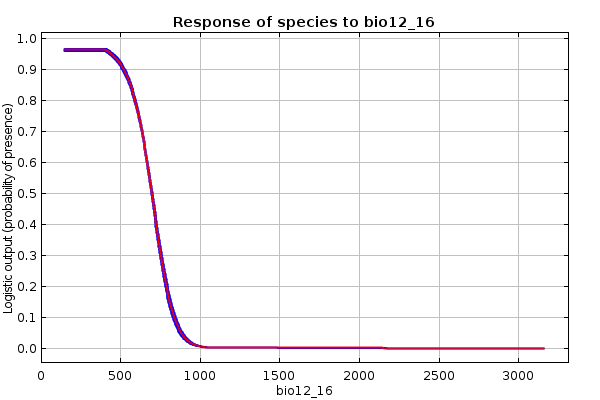 Response of species to bio12_16
Logistic output (probability of presence)
1.0
0.9
0.8
0.7
0.6
0.5
0.4
0.3
0.2
0.1
0.0
0 500 1000 1500 2000 2500 3000
bio12_16